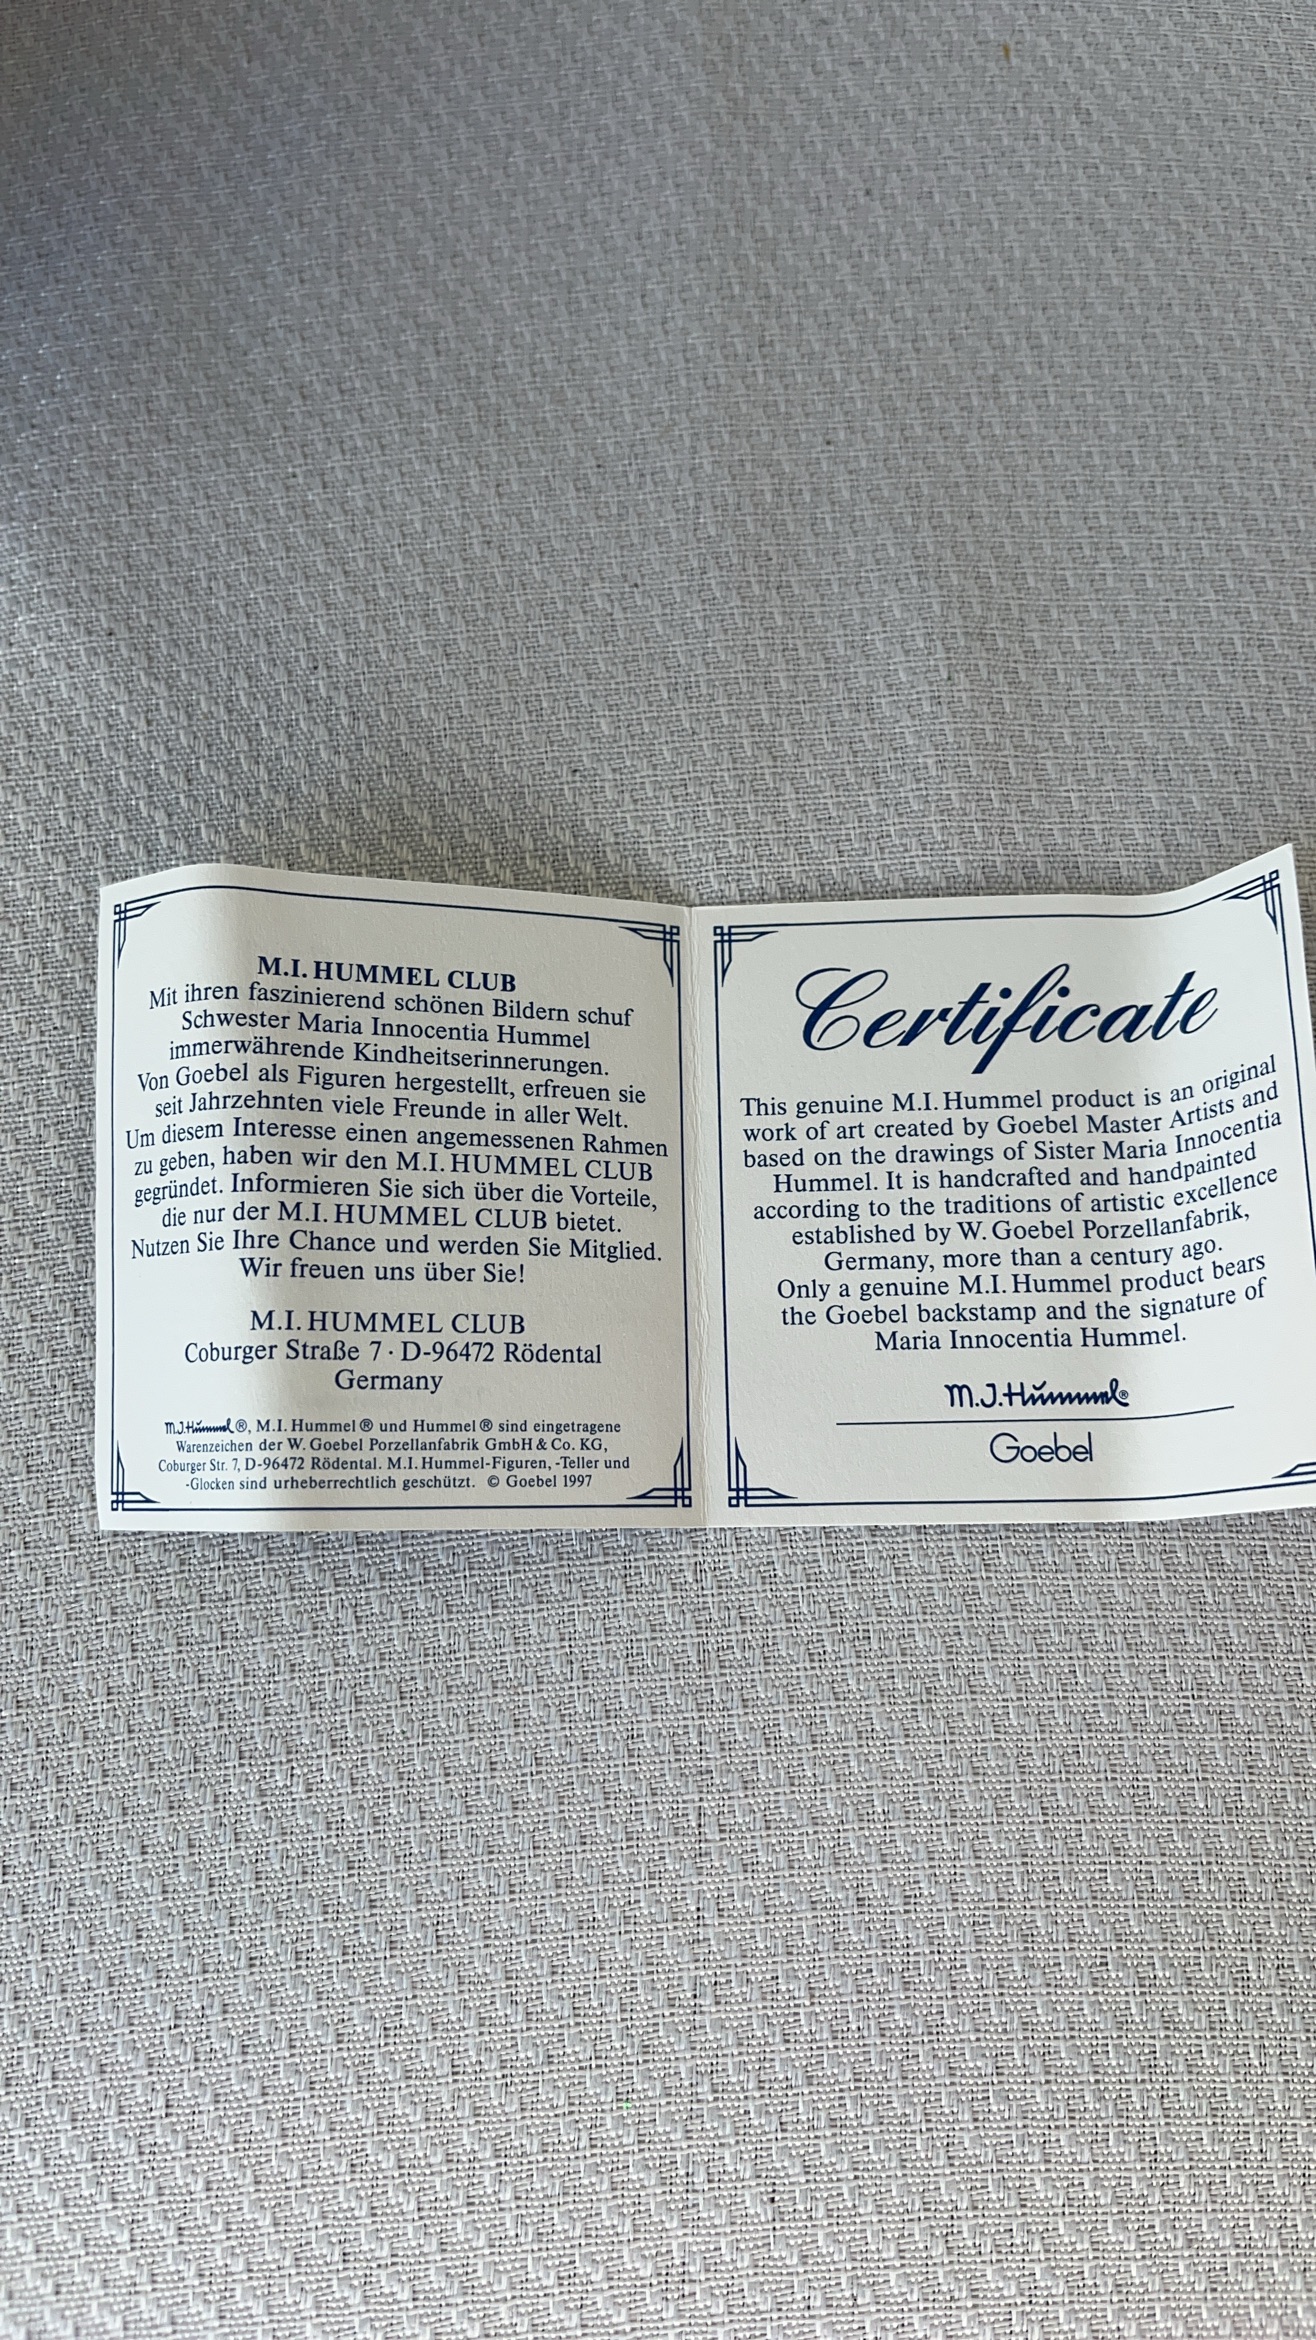 M.I. HUMMEL CLUB
Mit ihren faszinierend schönen Bildern schuf
Schwester Maria Innocentia Hummel
immerwährende Kindheitserinnerungen.
Von Goebel als Figuren hergestellt, erfreuen sie
seit Jahrzehnten viele Freunde in aller Welt.
Um diesem Interesse einen angemessenen Rahmen
zu geben, haben wir den M.I. HUMMEL CLUB
gegründet. Informieren Sie sich über die Vorteile,
die nur der M.I. HUMMEL CLUB bietet.
Nutzen Sie Ihre Chance und werden Sie Mitglied.
Wir freuen uns über Sie!
M.I. HUMMEL CLUB
Coburger Straße 7 · D-96472 Rödental
Germany
M.J.Hummel®, M.I. Hummel® und Hummel® sind eingetragene
Warenzeichen der W. Goebel Porzellanfabrik GmbH & Co. KG,
Coburger Str. 7, D-96472 Rödental. M.I. Hummel-Figuren, -Teller und
-Glocken sind urheberrechtlich geschützt. © Goebel 1997
Certificate
This genuine M.I. Hummel product is an original
work of art created by Goebel Master Artists and
based on the drawings of Sister Maria Innocentia
Hummel. It is handcrafted and handpainted
according to the traditions of artistic excellence
established by W. Goebel Porzellanfabrik,
Germany, more than a century ago.
Only a genuine M.I. Hummel product bears
the Goebel backstamp and the signature of
Maria Innocentia Hummel.
M.J.Hummel®
Goebel